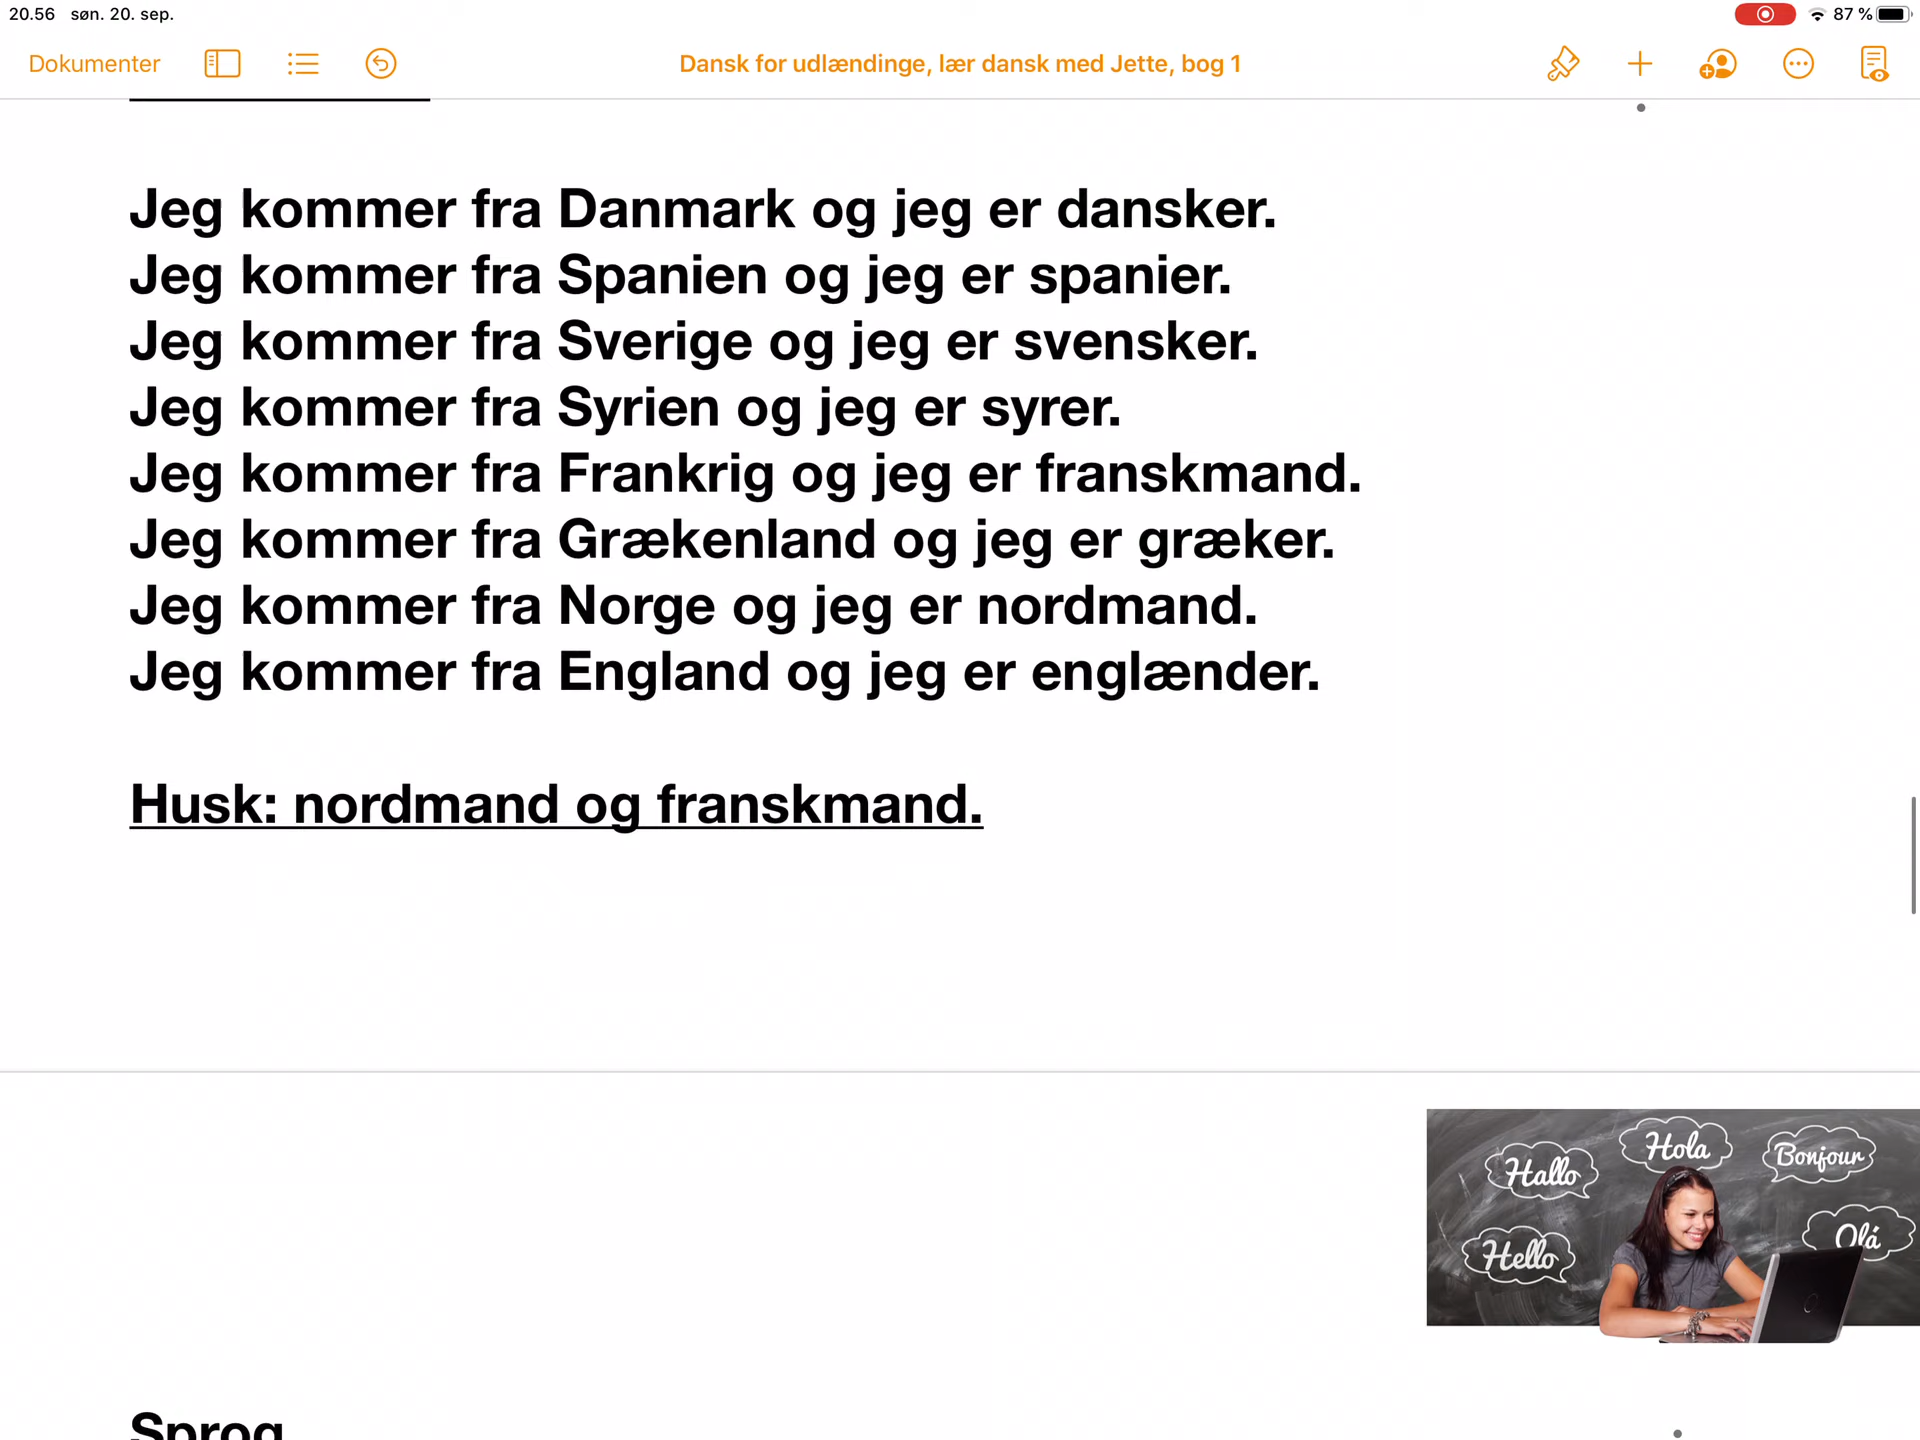 20.56 søn. 20. sep.
87 %
Dokumenter
Dansk for udlændinge, lær dansk med Jette, bog 1
Jeg kommer fra Danmark og jeg er dansker.
Jeg kommer fra Spanien og jeg er spanier.
Jeg kommer fra Sverige og jeg er svensker.
Jeg kommer fra Syrien og jeg er syrer.
Jeg kommer fra Frankrig og jeg er franskmand.
Jeg kommer fra Grækenland og jeg er græker.
Jeg kommer fra Norge og jeg er nordmand.
Jeg kommer fra England og jeg er englænder.
Husk: nordmand og franskmand.
Hallo
Hola
Bonjour
Hello
Olá
Sprog